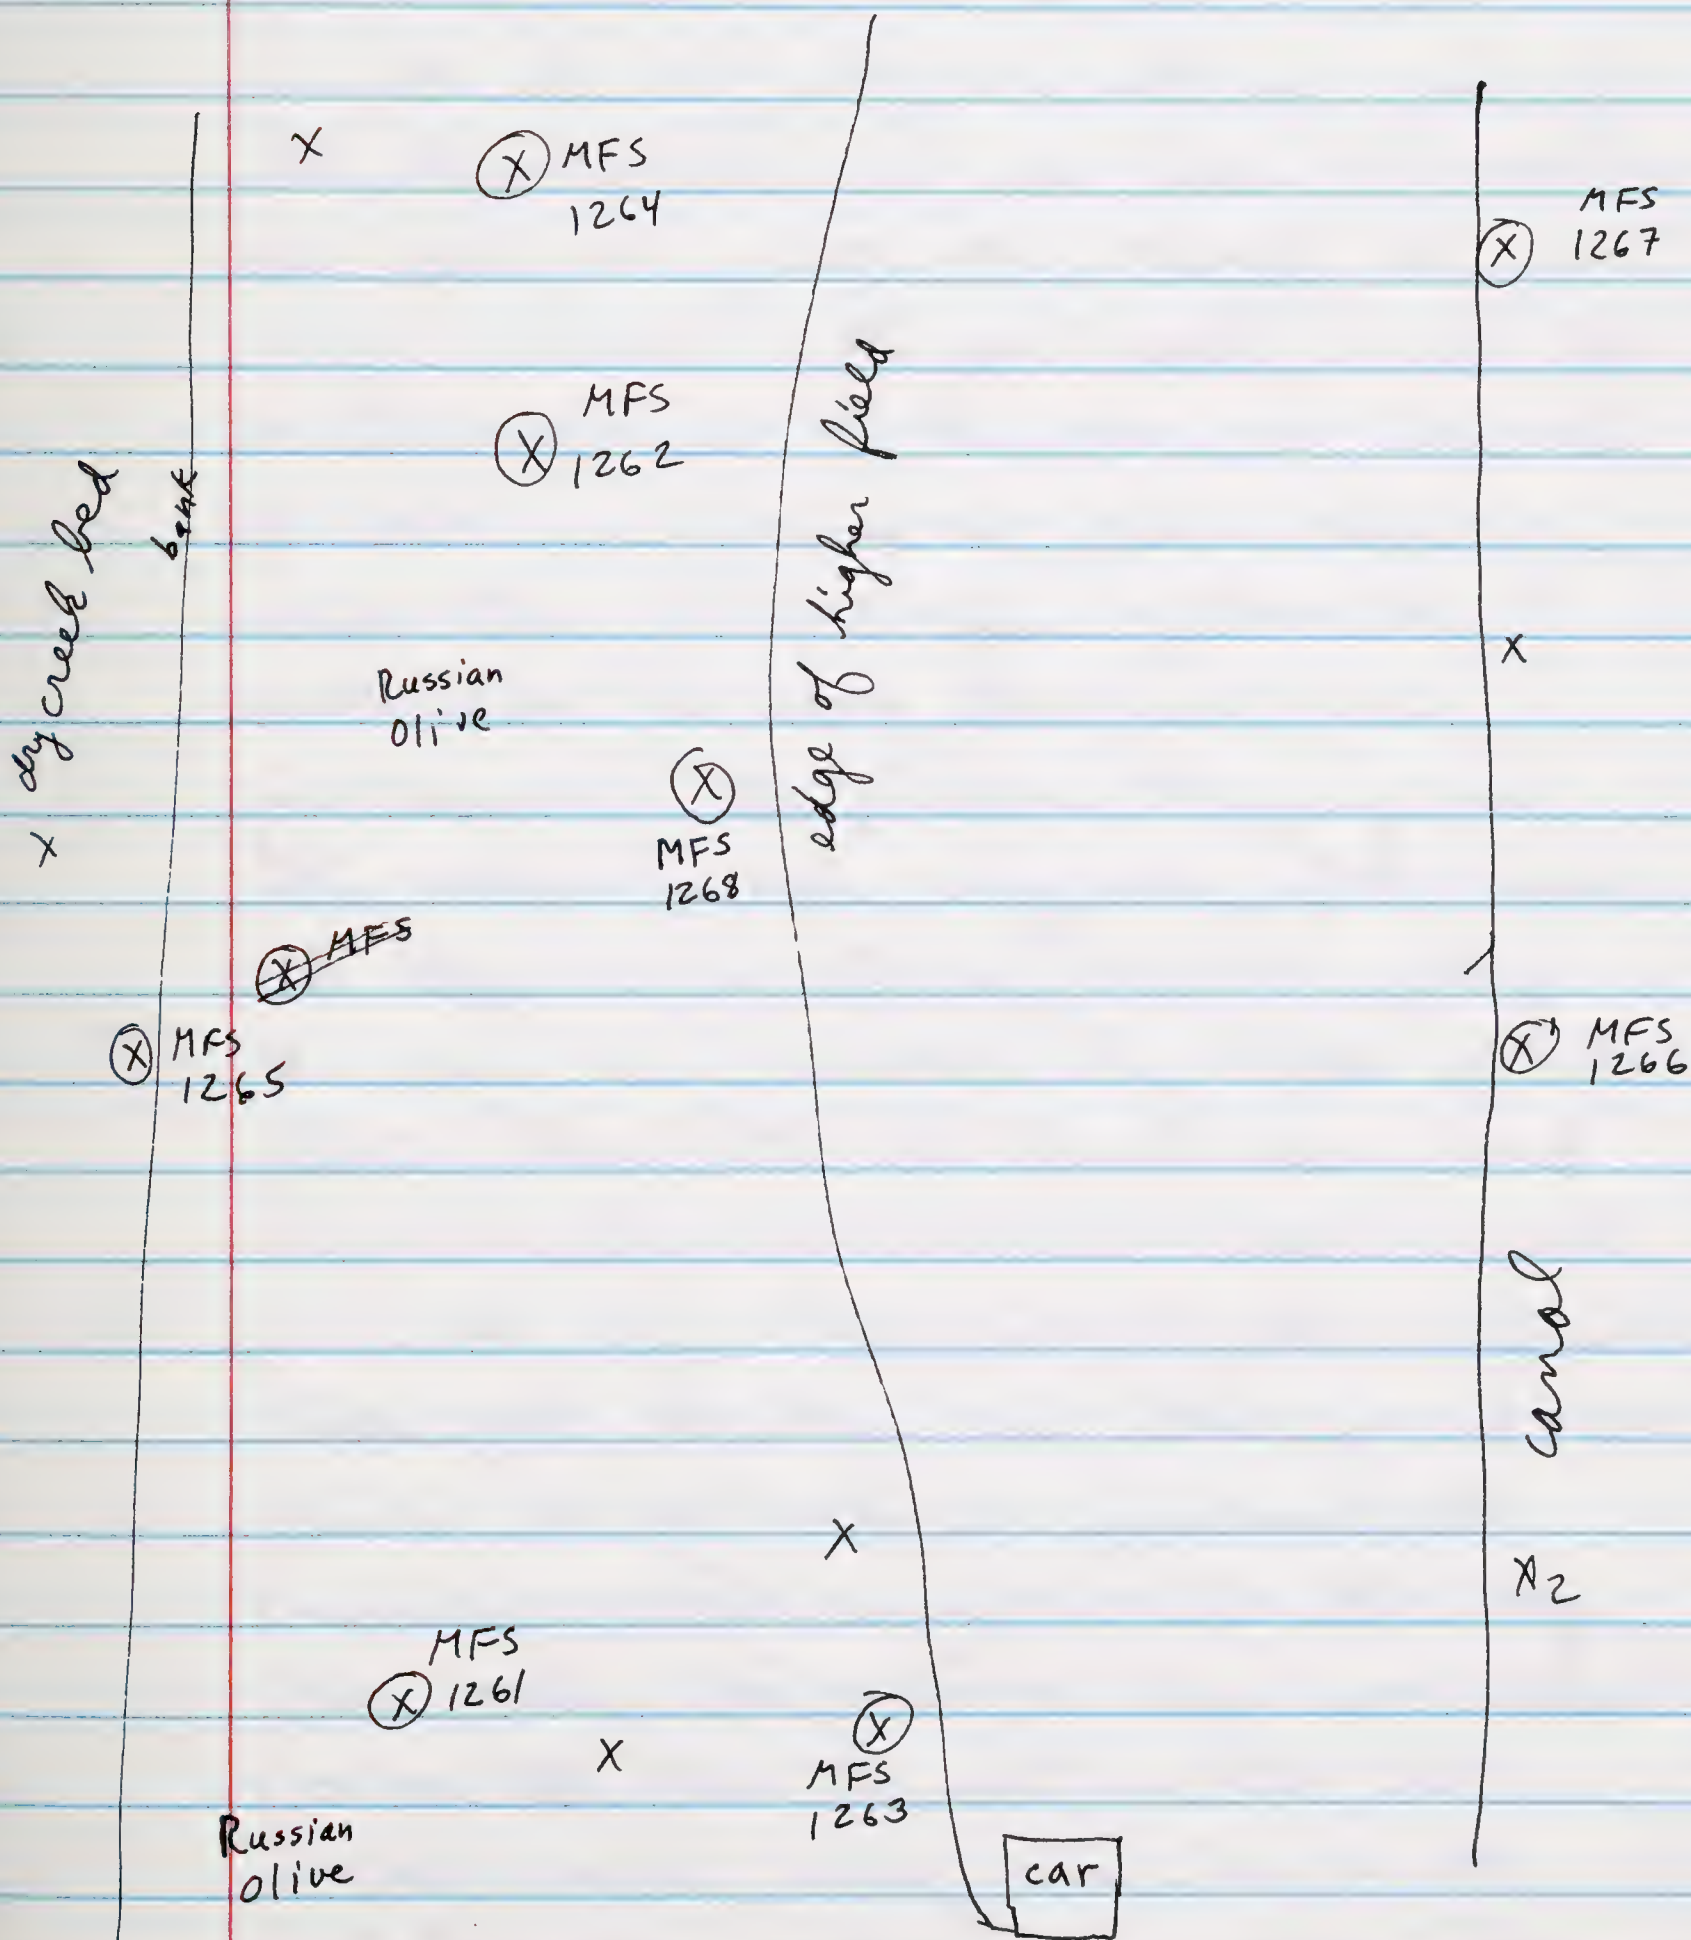 X
X MFS
1264
MFS
X 1267
MFS
X 1262
dry creek bed
bank
edge of higher field
X
Russian
olive
X
MFS
1268
X
X MFS
X MFS
1265
X MFS
1266
canal
X
X2
MFS
X 1261
X
X
MFS
1263
Russian
olive
car